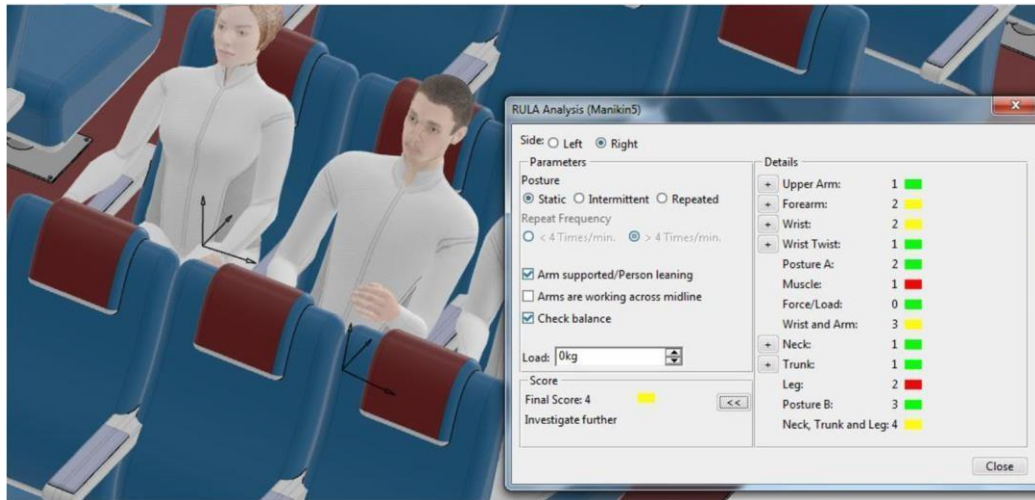 RULA Analysis (Manikin5)
Side: Left Right
Parameters
Posture
Static Intermittent Repeated
Repeat Frequency
< 4 Times/min. > 4 Times/min.
Arm supported/Person leaning
Arms are working across midline
Check balance
Load: 0kg
Score
Final Score: 4
<<
Investigate further
Details
+ Upper Arm: 1
+ Forearm: 2
+ Wrist: 2
+ Wrist Twist: 1
Posture A: 2
Muscle: 1
Force/Load: 0
Wrist and Arm: 3
+ Neck: 1
+ Trunk: 1
Leg: 2
Posture B: 3
Neck, Trunk and Leg: 4
Close